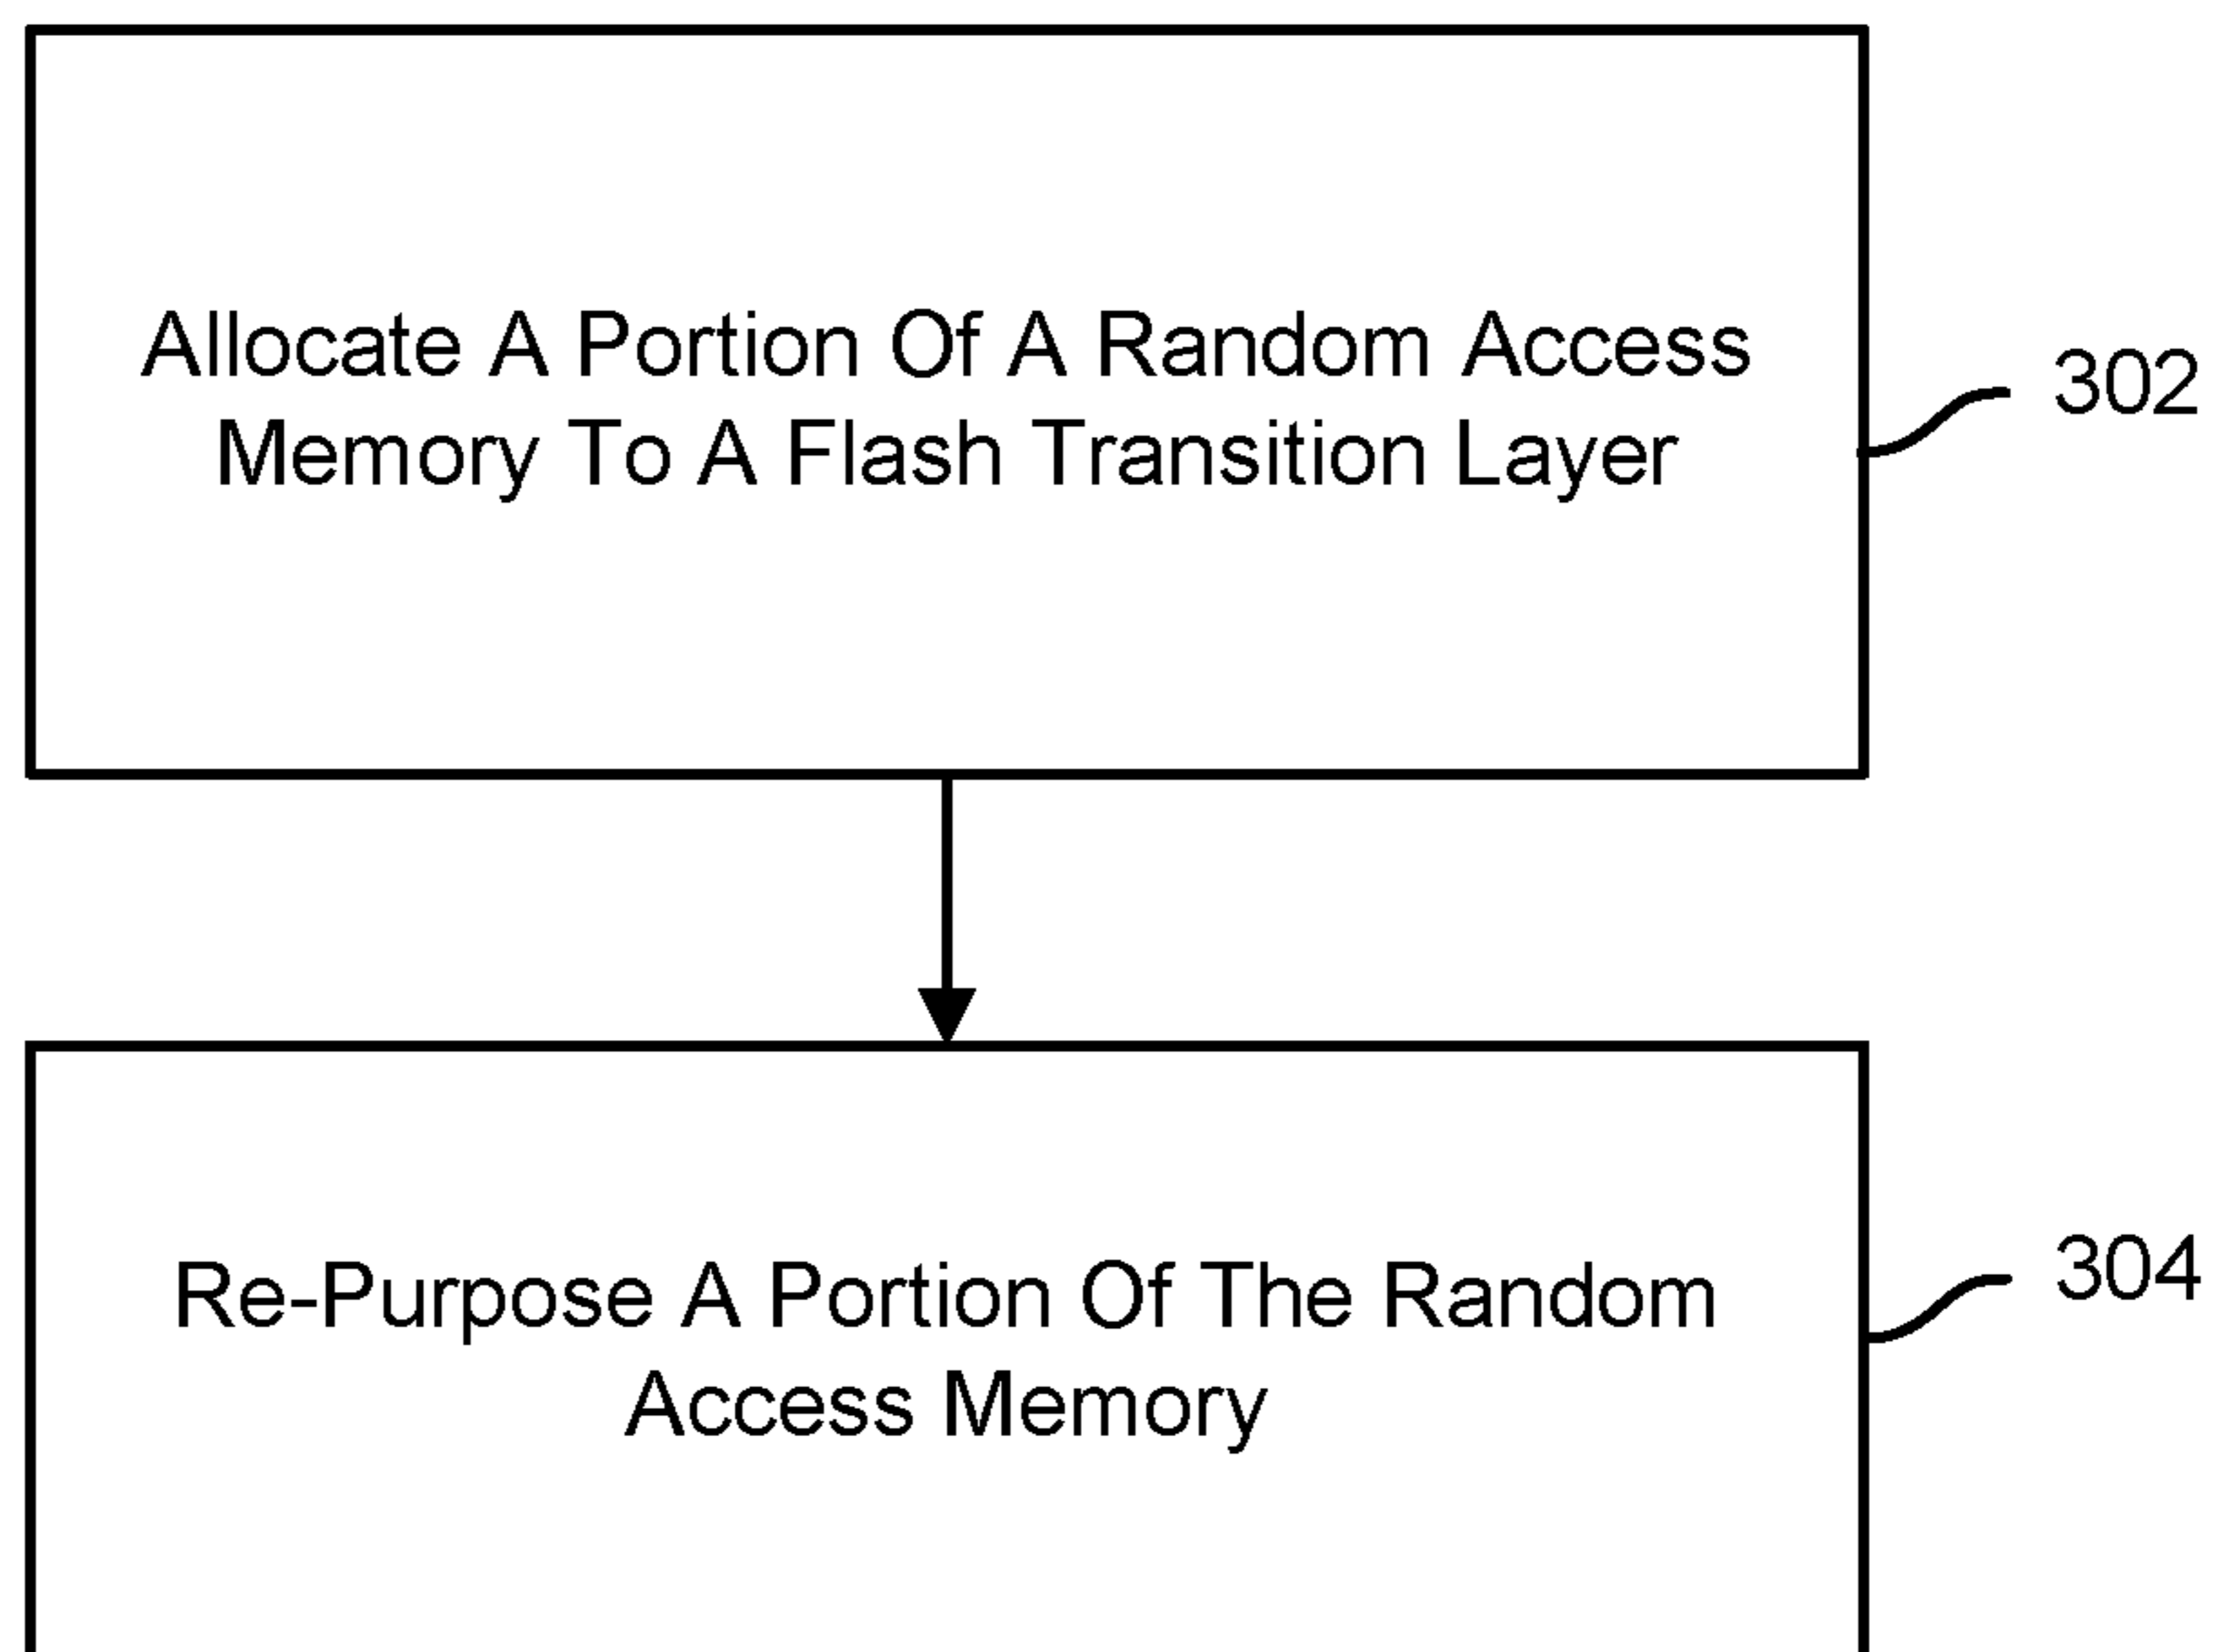 Allocate A Portion Of A Random Access
Memory To A Flash Transition Layer
302
Re-Purpose A Portion Of The Random
Access Memory
304